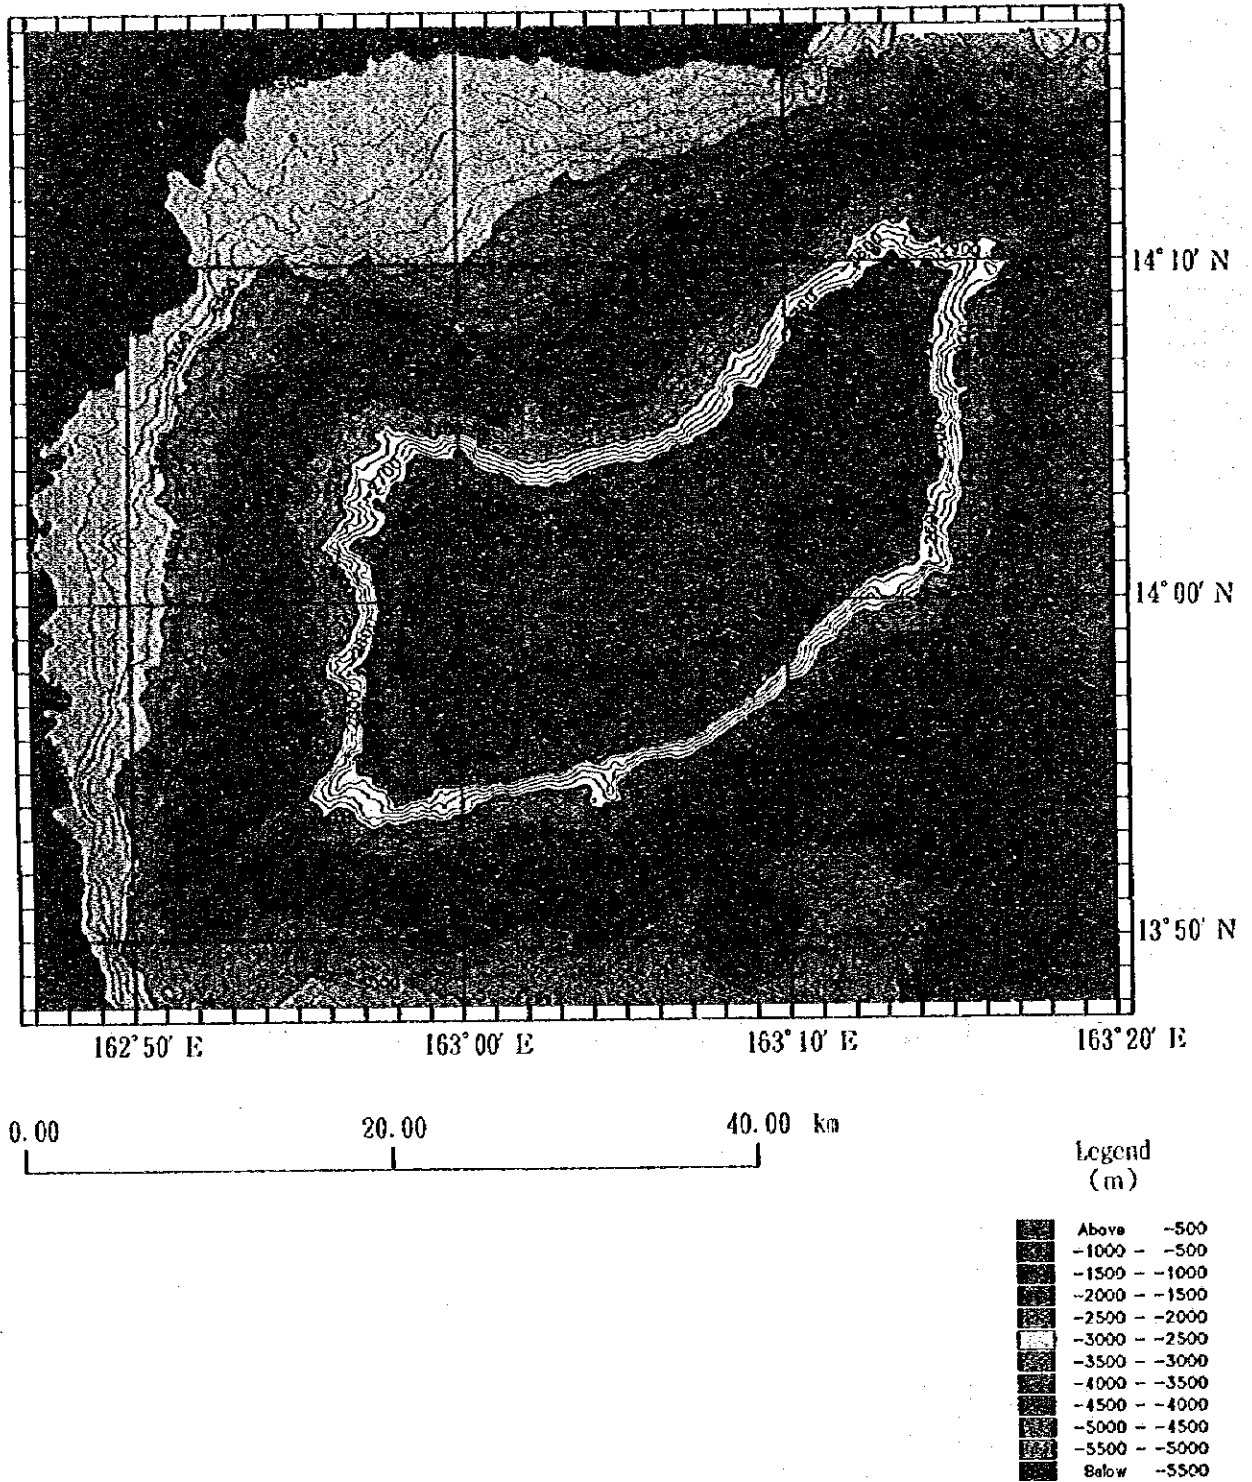 14°10′ N
14°00′ N
13°50′ N
162°50′ E
163°00′ E
163°10′ E
163°20′ E
0.00 20.00 40.00 km
Legend
(m)
Above -500
-1000 - -500
-1500 - -1000
-2000 - -1500
-2500 - -2000
-3000 - -2500
-3500 - -3000
-4000 - -3500
-4500 - -4000
-5000 - -4500
-5500 - -5000
Below -5500